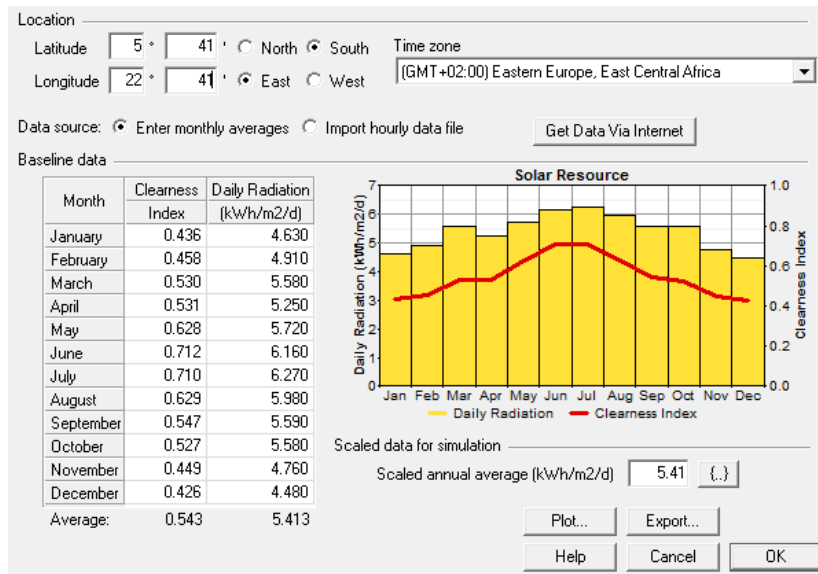 Location
Latitude 5 ° 41 ' North South
Time zone
Longitude 22 ° 41 ' East West
(GMT+02:00) Eastern Europe, East Central Africa
Data source: Enter monthly averages Import hourly data file Get Data Via Internet
Baseline data
Month Clearness Index Daily Radiation (kWh/m2/d)
January 0.436 4.630
February 0.458 4.910
March 0.530 5.580
April 0.531 5.250
May 0.628 5.720
June 0.712 6.160
July 0.710 6.270
August 0.629 5.980
September 0.547 5.590
October 0.527 5.580
November 0.449 4.760
December 0.426 4.480
Average: 0.543 5.413
Solar Resource
Daily Radiation (kWh/m2/d)
7
6
5
4
3
2
1
0
1.0
0.8
0.6
0.4
0.2
0.0
Clearness Index
Jan Feb Mar Apr May Jun Jul Aug Sep Oct Nov Dec
Daily Radiation Clearness Index
Scaled data for simulation
Scaled annual average (kWh/m2/d) 5.41 {..}
Plot... Export...
Help Cancel OK